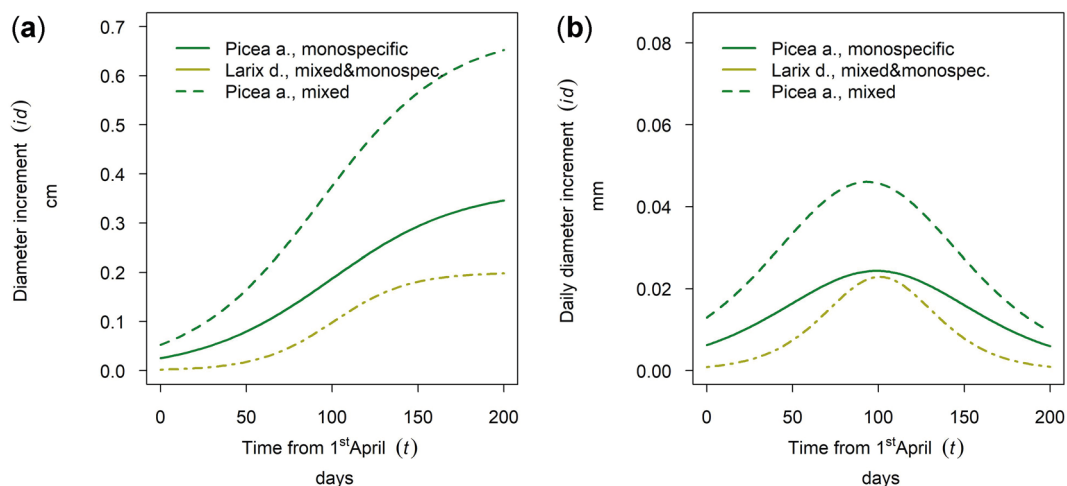 (a)
0.7
0.6
0.5
0.4
0.3
0.2
0.1
0.0
Diameter increment (id)
cm
Picea a., monospecific
Larix d., mixed&monospec.
Picea a., mixed
0 50 100 150 200
Time from 1stApril (t)
days
(b)
0.08
0.06
0.04
0.02
0.00
Daily diameter increment (id)
mm
Picea a., monospecific
Larix d., mixed&monospec.
Picea a., mixed
0 50 100 150 200
Time from 1stApril (t)
days